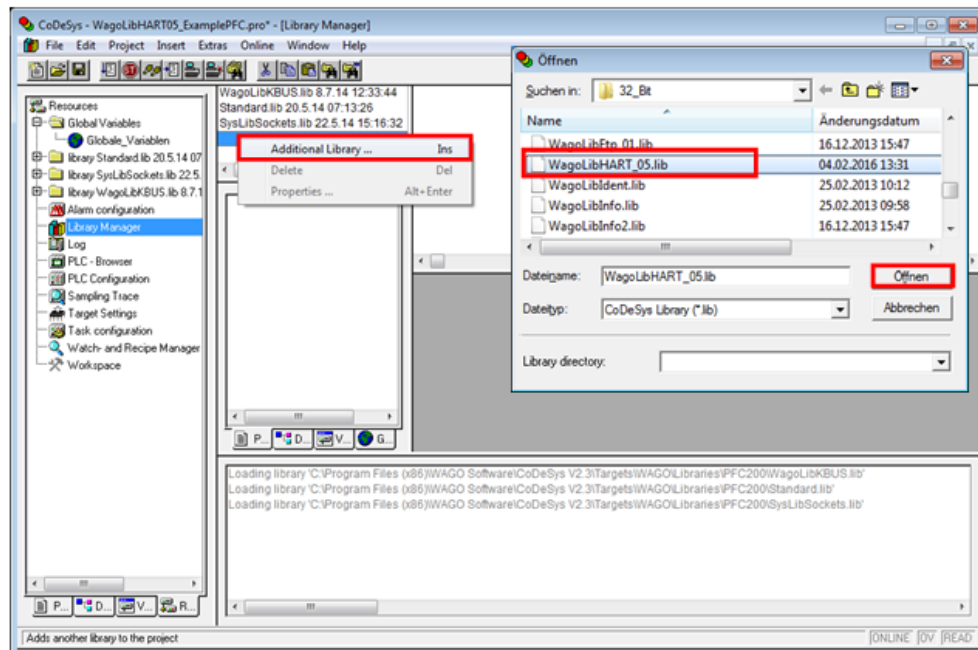 CoDeSys - WagoLibHART05_ExamplePFC.pro* - [Library Manager]
File Edit Project Insert Extras Online Window Help
Resources
Global Variables
Globale_Variablen
library Standard.lib 20.5.14 07
library SysLibSockets.lib 22.5.
library WagoLibKBUS.lib 8.7.1
Alarm configuration
Library Manager
Log
PLC - Browser
PLC Configuration
Sampling Trace
Target Settings
Task configuration
Watch- and Recipe Manager
Workspace
P... D... V... R...
WagoLibKBUS.lib 8.7.14 12:33:44
Standard.lib 20.5.14 07:13:26
SysLibSockets.lib 22.5.14 15:16:32
Additional Library ... Ins
Delete Del
Properties ... Alt+Enter
P... D... V... G...
Öffnen
Suchen in: 32_Bit
Name Änderungsdatum
WagoLibFtp_01.lib 16.12.2013 15:47
WagoLibHART_05.lib 04.02.2016 13:31
WagoLibIdent.lib 25.02.2013 10:12
WagoLibInfo.lib 25.02.2013 09:58
WagoLibInfo2.lib 16.12.2013 15:47
Dateiname: WagoLibHART_05.lib Öffnen
Dateityp: CoDeSys Library (*.lib) Abbrechen
Library directory:
Loading library 'C:\Program Files (x86)\WAGO Software\CoDeSys V2.3\Targets\WAGO\Libraries\PFC200\WagoLibKBUS.lib'
Loading library 'C:\Program Files (x86)\WAGO Software\CoDeSys V2.3\Targets\WAGO\Libraries\PFC200\Standard.lib'
Loading library 'C:\Program Files (x86)\WAGO Software\CoDeSys V2.3\Targets\WAGO\Libraries\PFC200\SysLibSockets.lib'
Adds another library to the project ONLINE OV READ